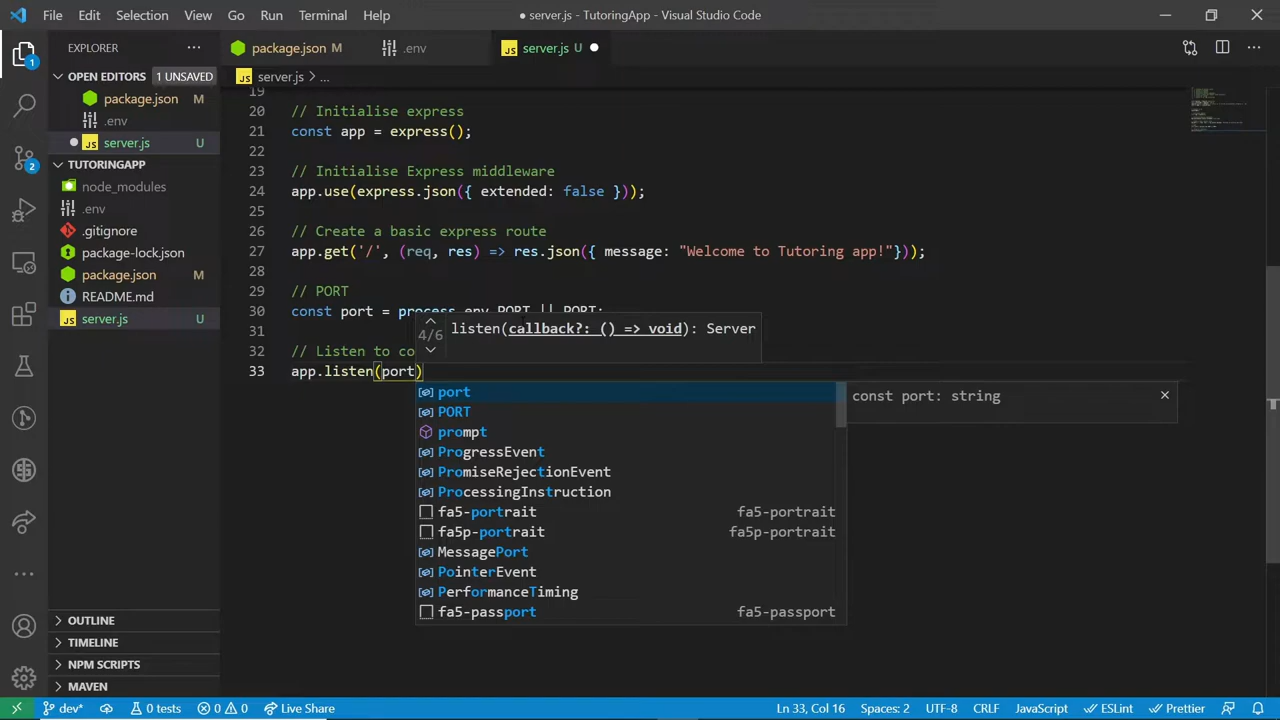 File Edit Selection View Go Run Terminal Help
● server.js - TutoringApp - Visual Studio Code
EXPLORER
package.json M
.env
server.js U
OPEN EDITORS 1 UNSAVED
package.json M
.env
server.js U
TUTORINGAPP
node_modules
.env
.gitignore
package-lock.json
package.json M
README.md
server.js U
OUTLINE
TIMELINE
NPM SCRIPTS
MAVEN
1
2
server.js > ...
19
20 // Initialise express
21 const app = express();
22
23 // Initialise Express middleware
24 app.use(express.json({ extended: false }));
25
26 // Create a basic express route
27 app.get('/', (req, res) => res.json({ message: "Welcome to Tutoring app!"}));
28
29 // PORT
30 const port = process.env.PORT || PORT;
31
32 // Listen to co
33 app.listen(port)
4/6 listen(callback?: () => void): Server
port
PORT
prompt
ProgressEvent
PromiseRejectionEvent
ProcessingInstruction
fa5-portrait fa5-portrait
fa5p-portrait fa5p-portrait
MessagePort
PointerEvent
PerformanceTiming
fa5-passport fa5-passport
const port: string
dev* 0 tests 0 0 Live Share Ln 33, Col 16 Spaces: 2 UTF-8 CRLF JavaScript ESLint Prettier